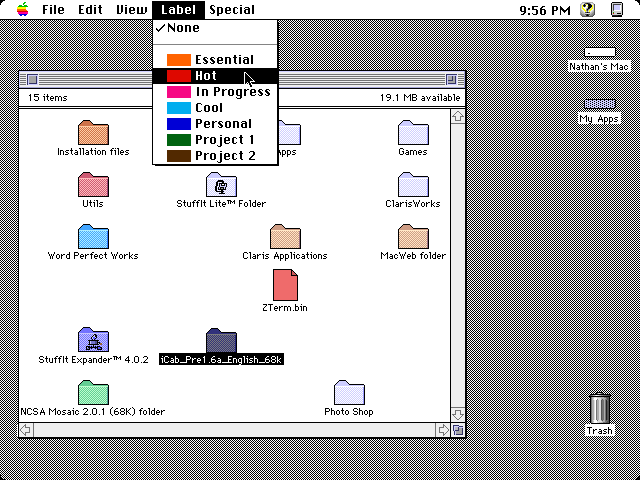 File Edit View Label Special 9:56 PM
✓None
Essential
Hot
In Progress
Cool
Personal
Project 1
Project 2
Nathan's Mac
My Apps
15 items 19.1 MB available
Installation files
Apps
Games
Utils
StuffIt Lite™ Folder
ClarisWorks
Word Perfect Works
Claris Applications
MacWeb folder
ZTerm.bin
StuffIt Expander™ 4.0.2
iCab_Pre1.6a_English_68k
NCSA Mosaic 2.0.1 (68K) folder
Photo Shop
Trash